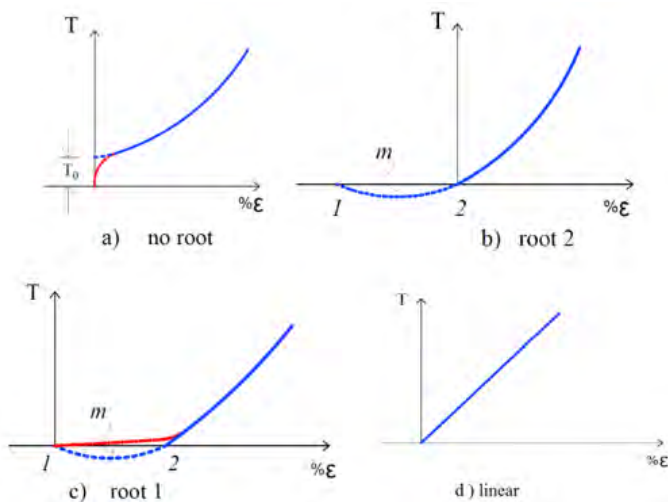 T
T₀
%ε
a) no root
T
m
1
2
%ε
b) root 2
T
m
1
2
%ε
c) root 1
T
%ε
d ) linear